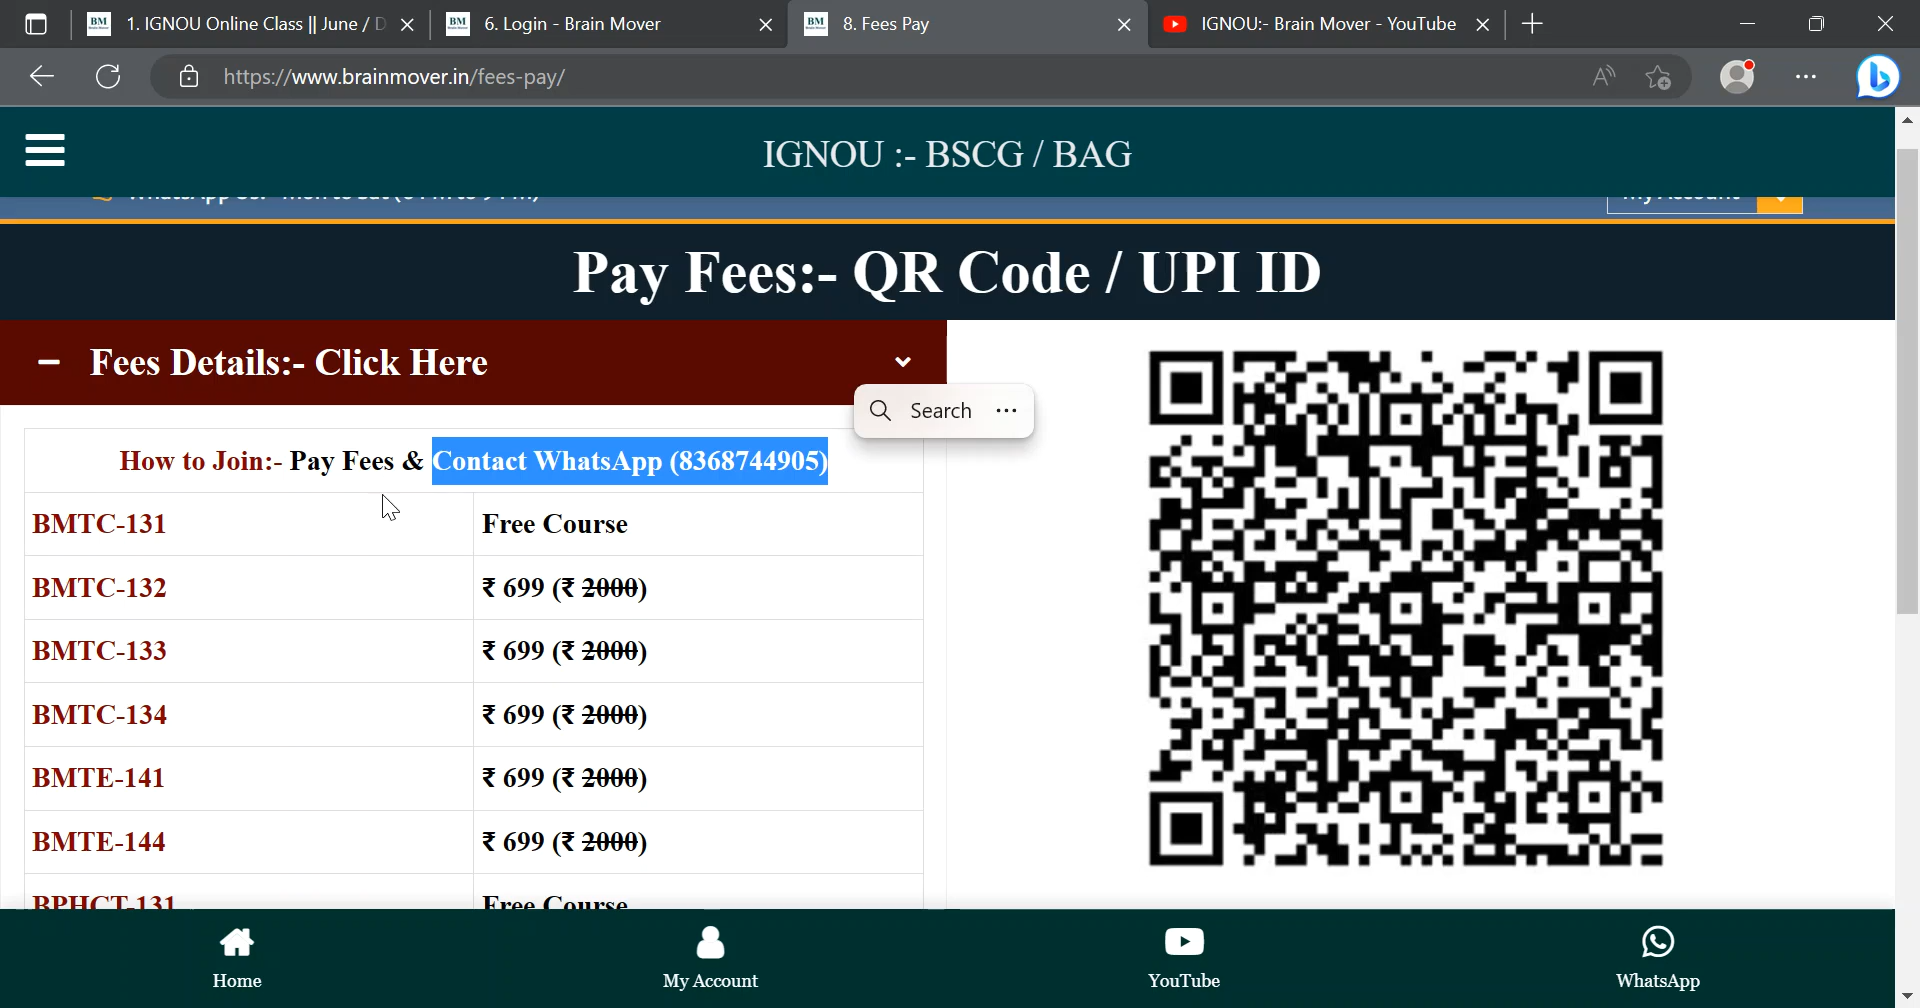 1. IGNOU Online Class || June / D
6. Login - Brain Mover
8. Fees Pay
IGNOU:- Brain Mover - YouTube
https://www.brainmover.in/fees-pay/
IGNOU :- BSCG / BAG
Pay Fees:- QR Code / UPI ID
Fees Details:- Click Here
Search
How to Join:- Pay Fees & Contact WhatsApp (8368744905)
BMTC-131 Free Course
BMTC-132 ₹ 699 (₹ 2000)
BMTC-133 ₹ 699 (₹ 2000)
BMTC-134 ₹ 699 (₹ 2000)
BMTE-141 ₹ 699 (₹ 2000)
BMTE-144 ₹ 699 (₹ 2000)
BPHCT-131 Free Course
Home
My Account
YouTube
WhatsApp